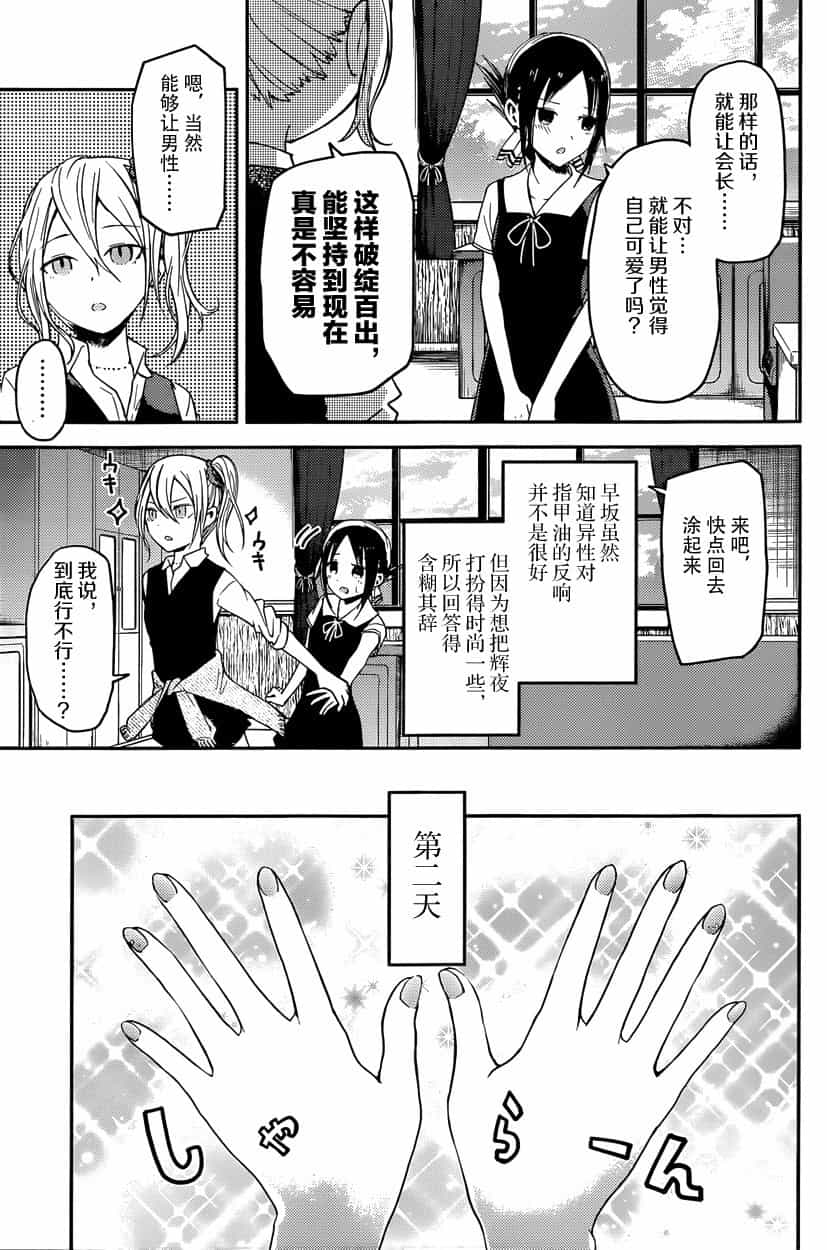 那样的话，
就能让会长…
不对…
就能让男性觉得
自己可爱了吗？
这样破绽百出，
能坚持到现在
真是不容易
嗯，当然
能够让男性……
………
来吧，
快点回去
涂起来
早坂虽然
知道异性对
指甲油的反响
并不是很好
但因为想把辉夜
打扮得时尚一些，
所以回答得
含糊其辞
ウキ
ウキ
我说，
到底行不行……？
第二天
しゃらーん